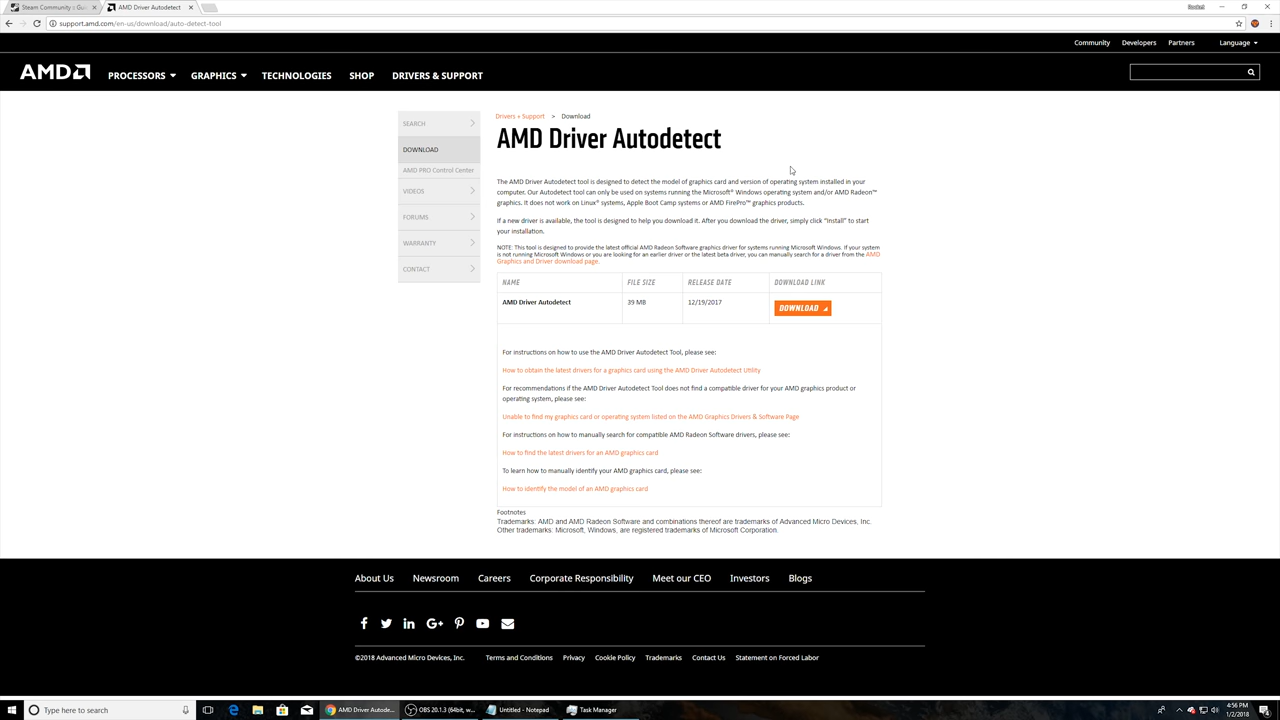 Steam Community :: Gui
AMD Driver Autodetect
support.amd.com/en-us/download/auto-detect-tool
Community
Developers
Partners
Language
AMD
PROCESSORS
GRAPHICS
TECHNOLOGIES
SHOP
DRIVERS & SUPPORT
SEARCH
DOWNLOAD
AMD PRO Control Center
VIDEOS
FORUMS
WARRANTY
CONTACT
Drivers + Support > Download
AMD Driver Autodetect
The AMD Driver Autodetect tool is designed to detect the model of graphics card and version of operating system installed in your
computer. Our Autodetect tool can only be used on systems running the Microsoft® Windows operating system and/or AMD Radeon™
graphics. It does not work on Linux® systems, Apple Boot Camp systems or AMD FirePro™ graphics products.
If a new driver is available, the tool is designed to help you download it. After you download the driver, simply click "Install" to start
your installation.
NOTE: This tool is designed to provide the latest official AMD Radeon Software graphics driver for systems running Microsoft Windows. If your system
is not running Microsoft Windows or you are looking for an earlier driver or the latest beta driver, you can manually search for a driver from the AMD
Graphics and Driver download page.
NAME FILE SIZE RELEASE DATE DOWNLOAD LINK
AMD Driver Autodetect 39 MB 12/19/2017 DOWNLOAD
For instructions on how to use the AMD Driver Autodetect Tool, please see:
How to obtain the latest drivers for a graphics card using the AMD Driver Autodetect Utility
For recommendations if the AMD Driver Autodetect Tool does not find a compatible driver for your AMD graphics product or
operating system, please see:
Unable to find my graphics card or operating system listed on the AMD Graphics Drivers & Software Page
For instructions on how to manually search for compatible AMD Radeon Software drivers, please see:
How to find the latest drivers for an AMD graphics card
To learn how to manually identify your AMD graphics card, please see:
How to identify the model of an AMD graphics card
Footnotes
Trademarks: AMD and AMD Radeon Software and combinations thereof are trademarks of Advanced Micro Devices, Inc.
Other trademarks: Microsoft, Windows, are registered trademarks of Microsoft Corporation.
About Us Newsroom Careers Corporate Responsibility Meet our CEO Investors Blogs
©2018 Advanced Micro Devices, Inc. Terms and Conditions Privacy Cookie Policy Trademarks Contact Us Statement on Forced Labor
Type here to search
AMD Driver Autode...
OBS 20.1.3 (64bit, w...
Untitled - Notepad
Task Manager
4:56 PM
1/2/2018